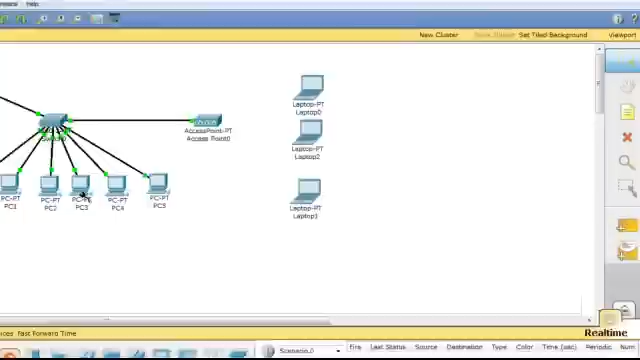 Help
New Cluster
Set Tiled Background
Viewport
Laptop-PT
Laptop0
AccessPoint-PT
Access Point0
Laptop-PT
Laptop2
PC-PT
PC1
PC-PT
PC2
PC3
PC-PT
PC4
PC-PT
PC5
Laptop-PT
Laptop1
Fast Forward Time
Realtime
Scenario 0
Fire
Last Status
Source
Destination
Type
Color
Time (sec)
Periodic
Num